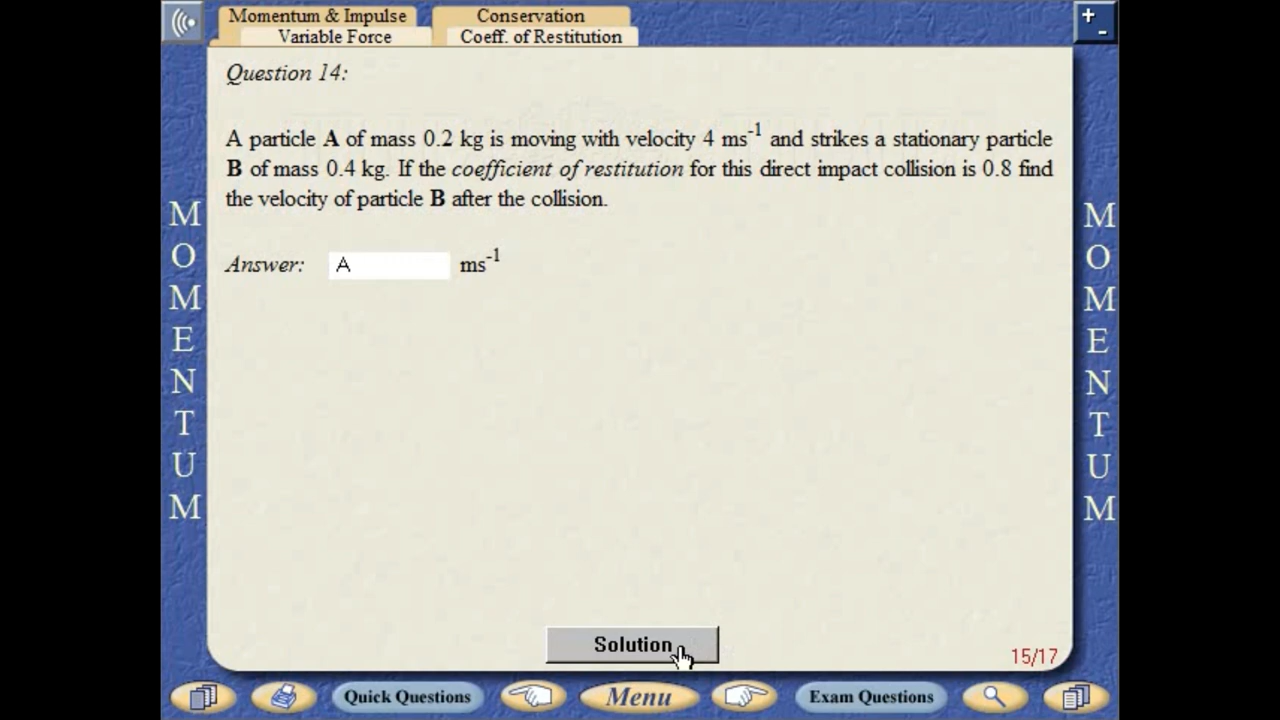 Momentum & Impulse
Conservation
Variable Force
Coeff. of Restitution
+
-
Question 14:
A particle A of mass 0.2 kg is moving with velocity 4 ms-1 and strikes a stationary particle
B of mass 0.4 kg. If the coefficient of restitution for this direct impact collision is 0.8 find
the velocity of particle B after the collision.
Answer: A ms-1
MOMENTUM
MOMENTUM
Solution
15/17
Quick Questions
Menu
Exam Questions